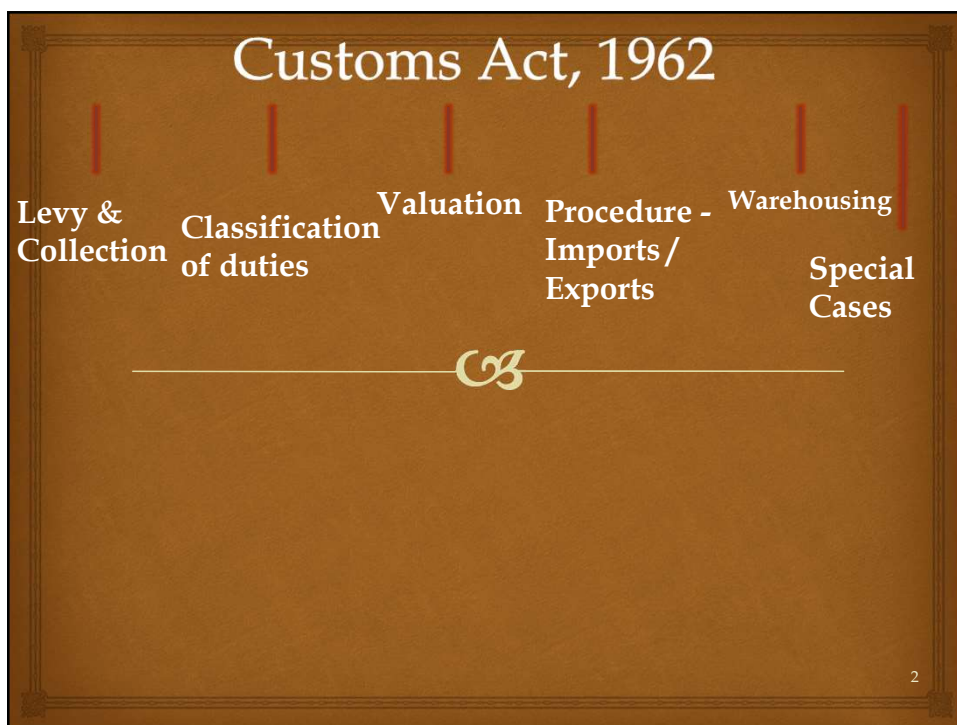 Customs Act, 1962
Levy &
Collection
Classification
of duties
Valuation
Procedure -
Imports /
Exports
Warehousing
Special
Cases
2